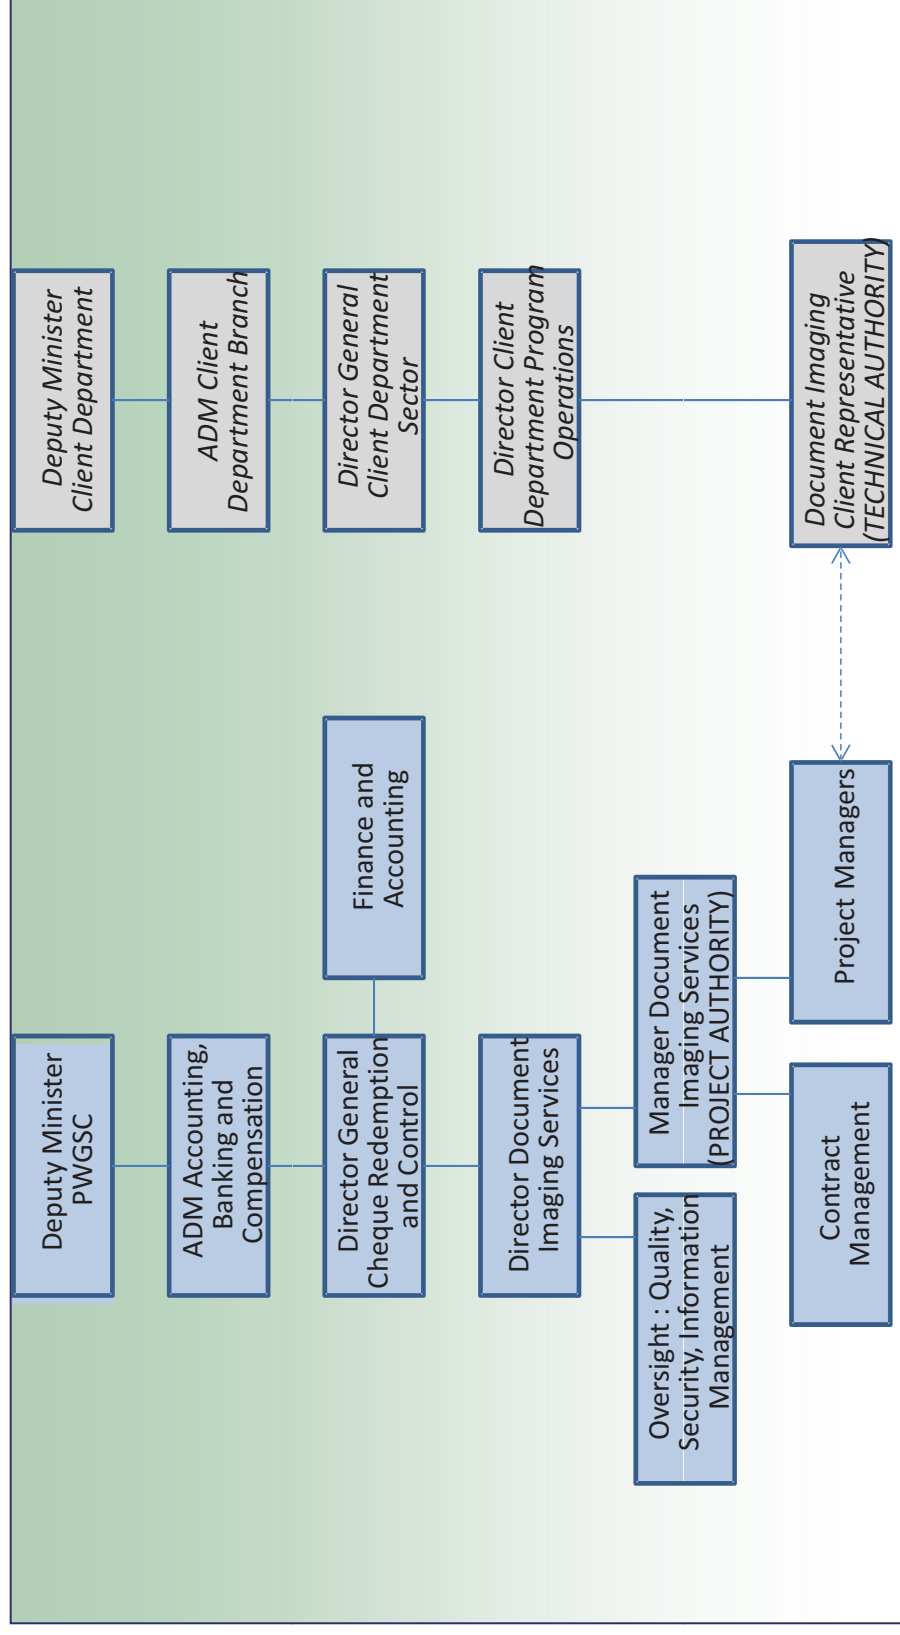 Deputy Minister
PWGSC
ADM Accounting,
Banking and
Compensation
Director General
Cheque Redemption
and Control
Finance and
Accounting
Director Document
Imaging Services
Oversight : Quality,
Security, Information
Management
Manager Document
Imaging Services
(PROJECT AUTHORITY)
Contract
Management
Project Managers
Deputy Minister
Client Department
ADM Client
Department Branch
Director General
Client Department
Sector
Director Client
Department Program
Operations
Document Imaging
Client Representative
(TECHNICAL AUTHORITY)